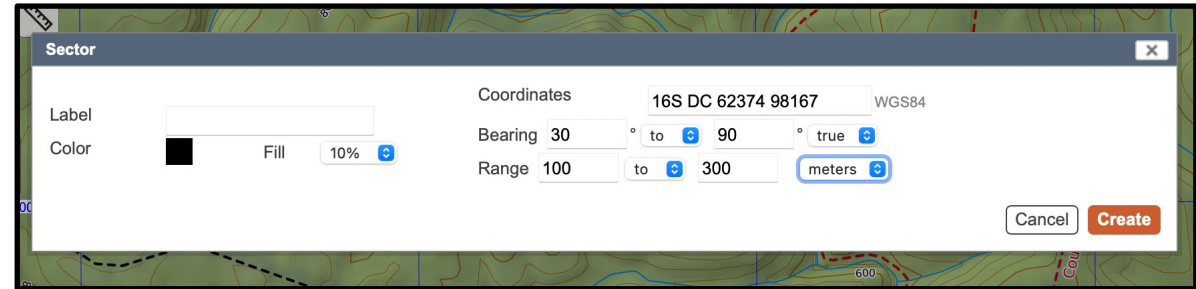 Sector
Label
Color Fill 10%
Coordinates 16S DC 62374 98167 WGS84
Bearing 30 ° to 90 ° true
Range 100 to 300 meters
Cancel Create
600
Cou